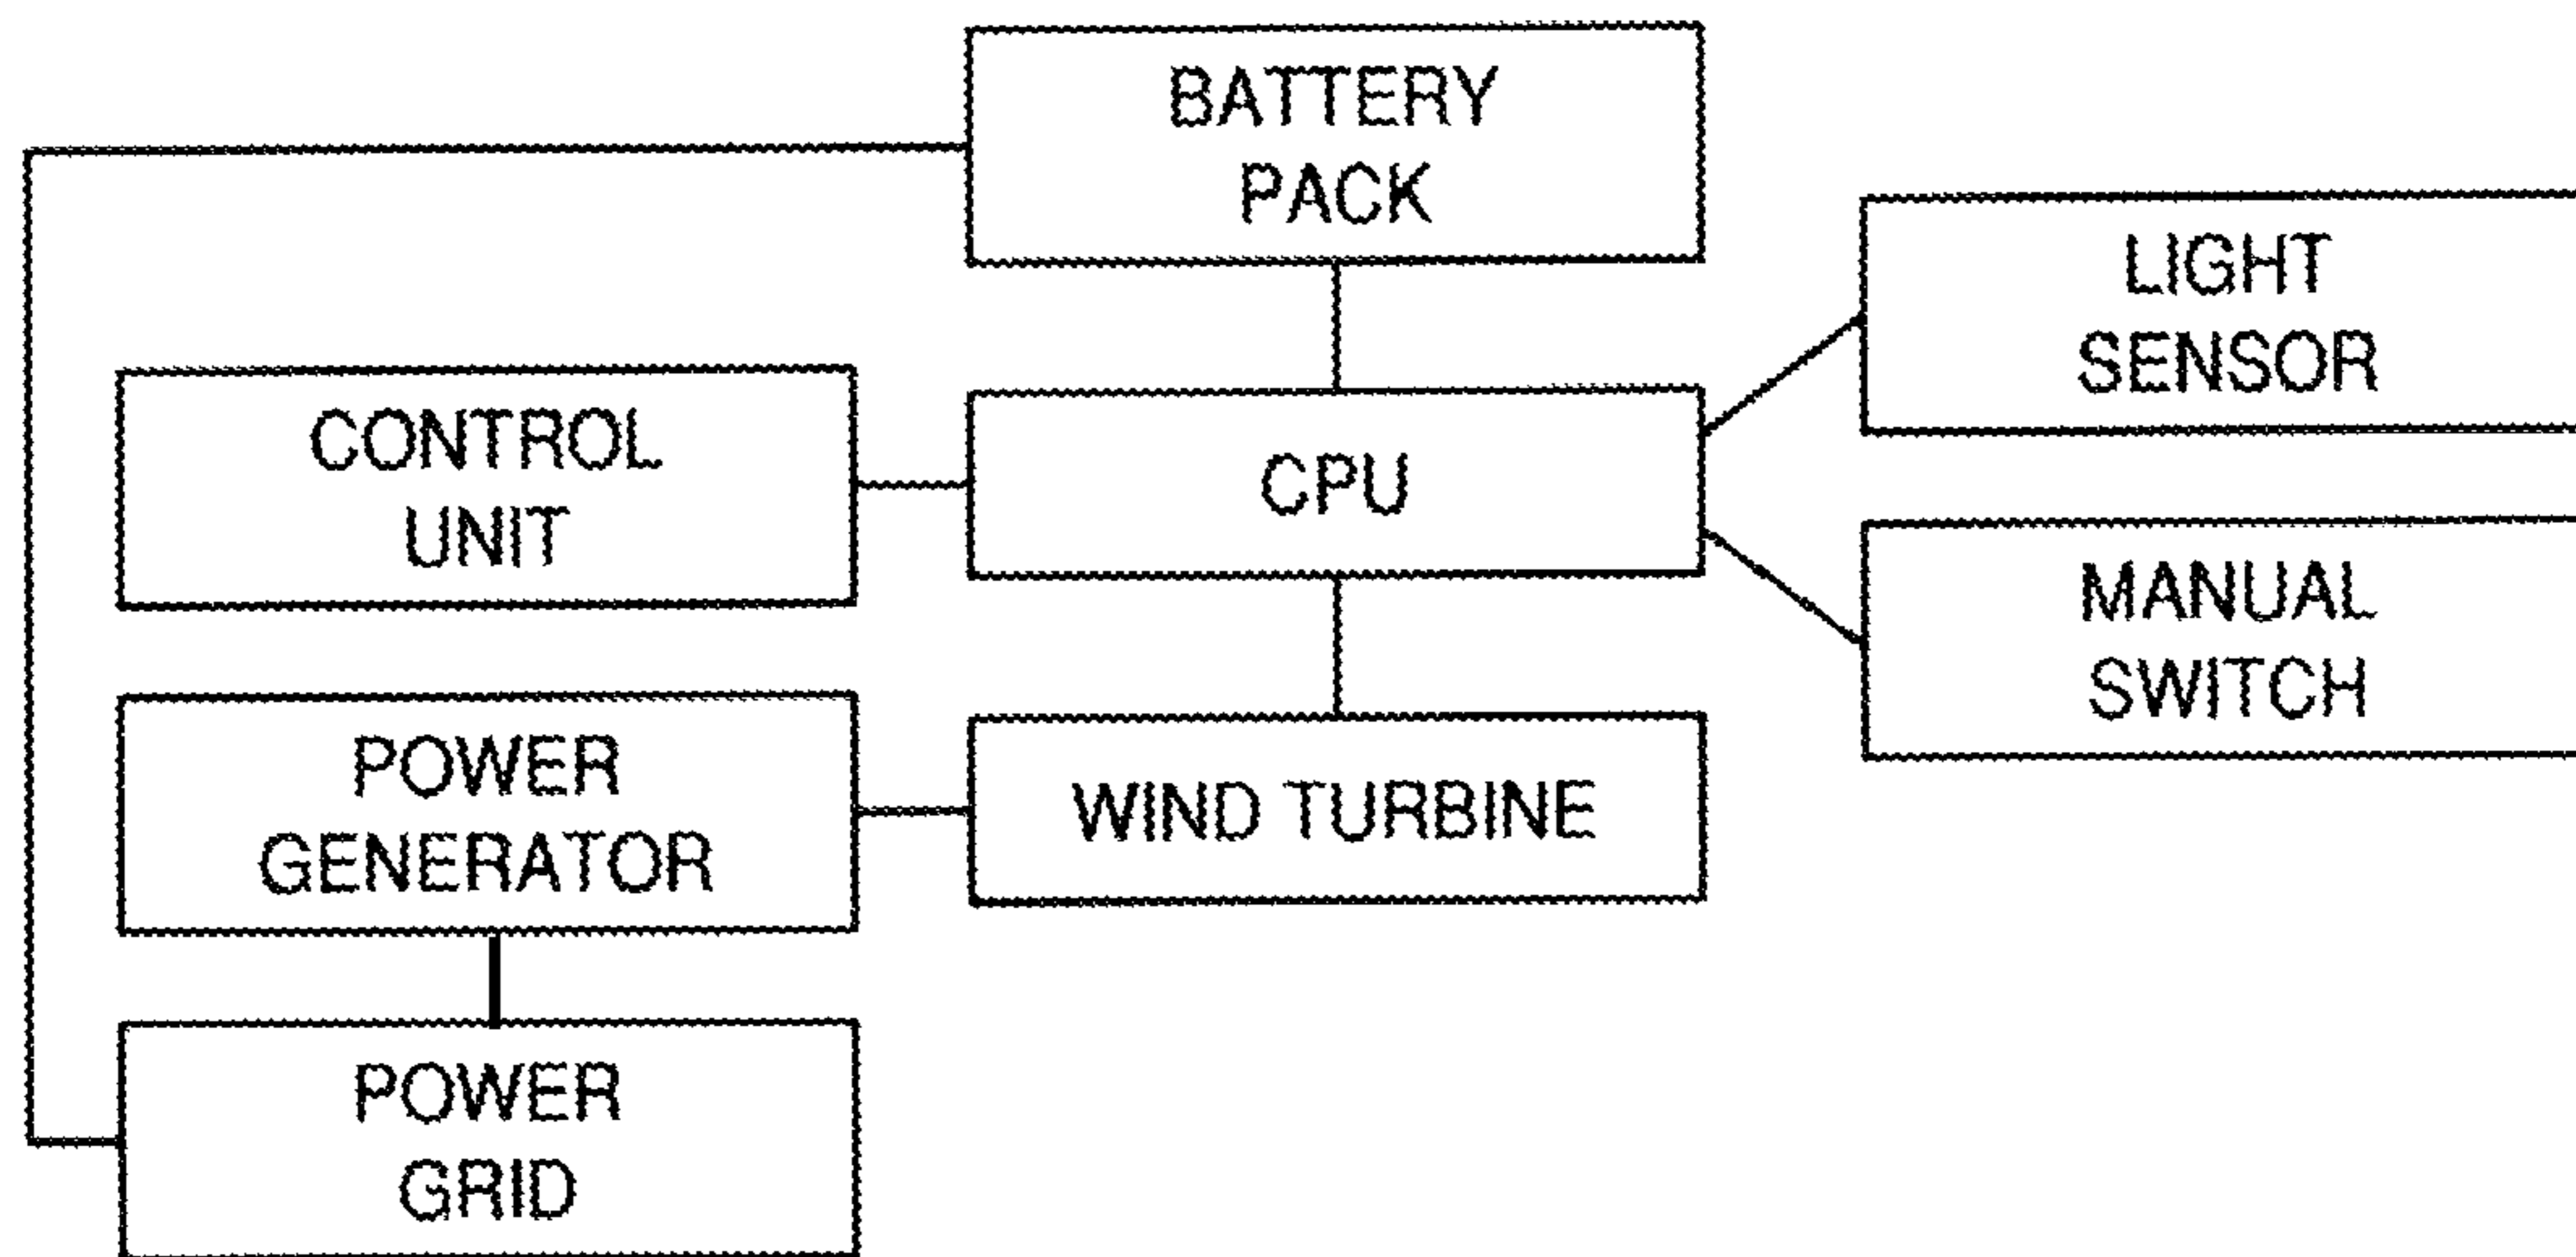 BATTERY
PACK
LIGHT
SENSOR
CONTROL
UNIT
CPU
MANUAL
SWITCH
POWER
GENERATOR
WIND TURBINE
POWER
GRID